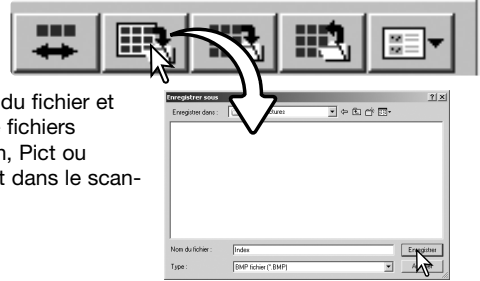 du fichier et
fichiers
Pict ou
t dans le scan-
Enregistrer sous
Enregistrer dans :
Nom du fichier :
Index
Enregistrer
Type :
BMP fichier (*.BMP)